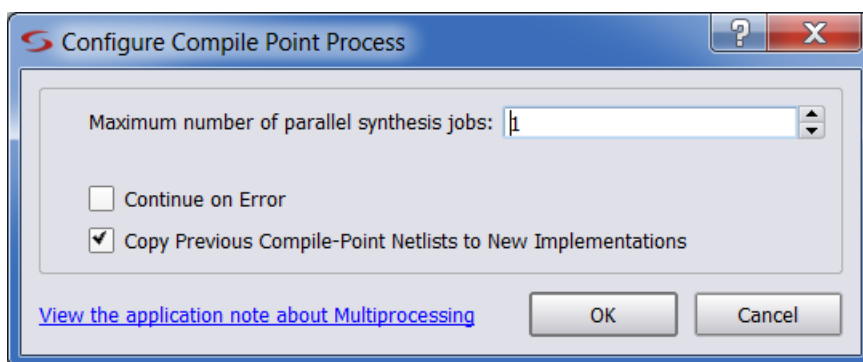 Configure Compile Point Process
Maximum number of parallel synthesis jobs: 1
Continue on Error
Copy Previous Compile-Point Netlists to New Implementations
View the application note about Multiprocessing OK Cancel